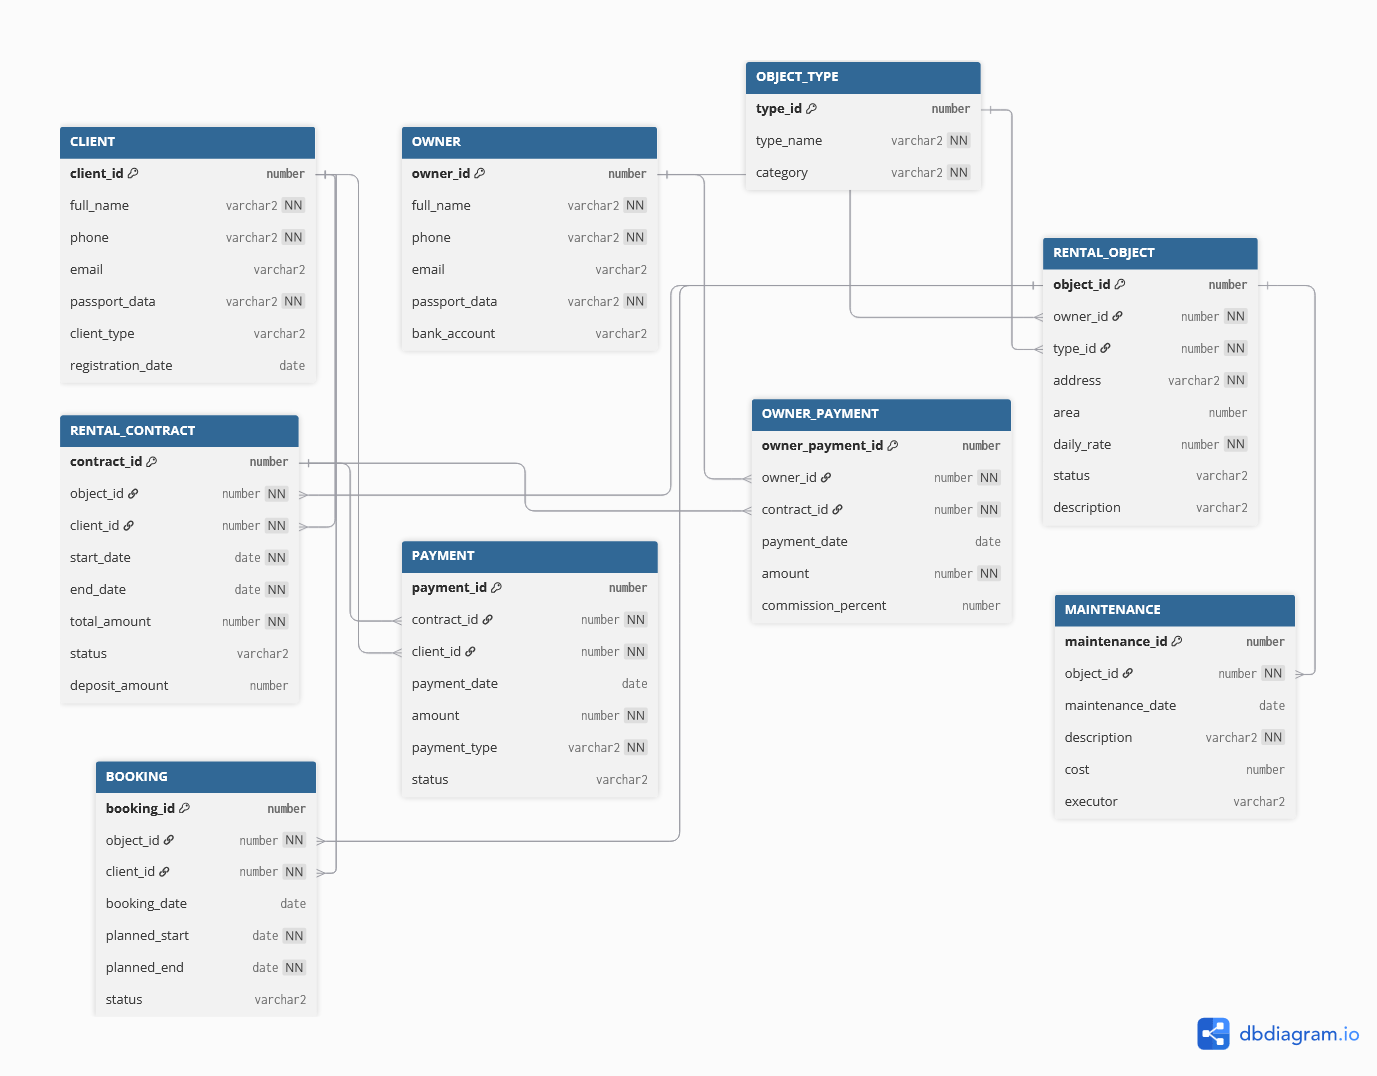 OBJECT_TYPE
type_id number
type_name varchar2 NN
category varchar2 NN
CLIENT
client_id number
full_name varchar2 NN
phone varchar2 NN
email varchar2
passport_data varchar2 NN
client_type varchar2
registration_date date
OWNER
owner_id number
full_name varchar2 NN
phone varchar2 NN
email varchar2
passport_data varchar2 NN
bank_account varchar2
RENTAL_OBJECT
object_id number
owner_id number NN
type_id number NN
address varchar2 NN
area number
daily_rate number NN
status varchar2
description varchar2
RENTAL_CONTRACT
contract_id number
object_id number NN
client_id number NN
start_date date NN
end_date date NN
total_amount number NN
status varchar2
deposit_amount number
OWNER_PAYMENT
owner_payment_id number
owner_id number NN
contract_id number NN
payment_date date
amount number NN
commission_percent number
PAYMENT
payment_id number
contract_id number NN
client_id number NN
payment_date date
amount number NN
payment_type varchar2 NN
status varchar2
MAINTENANCE
maintenance_id number
object_id number NN
maintenance_date date
description varchar2 NN
cost number
executor varchar2
BOOKING
booking_id number
object_id number NN
client_id number NN
booking_date date
planned_start date NN
planned_end date NN
status varchar2
dbdiagram.io